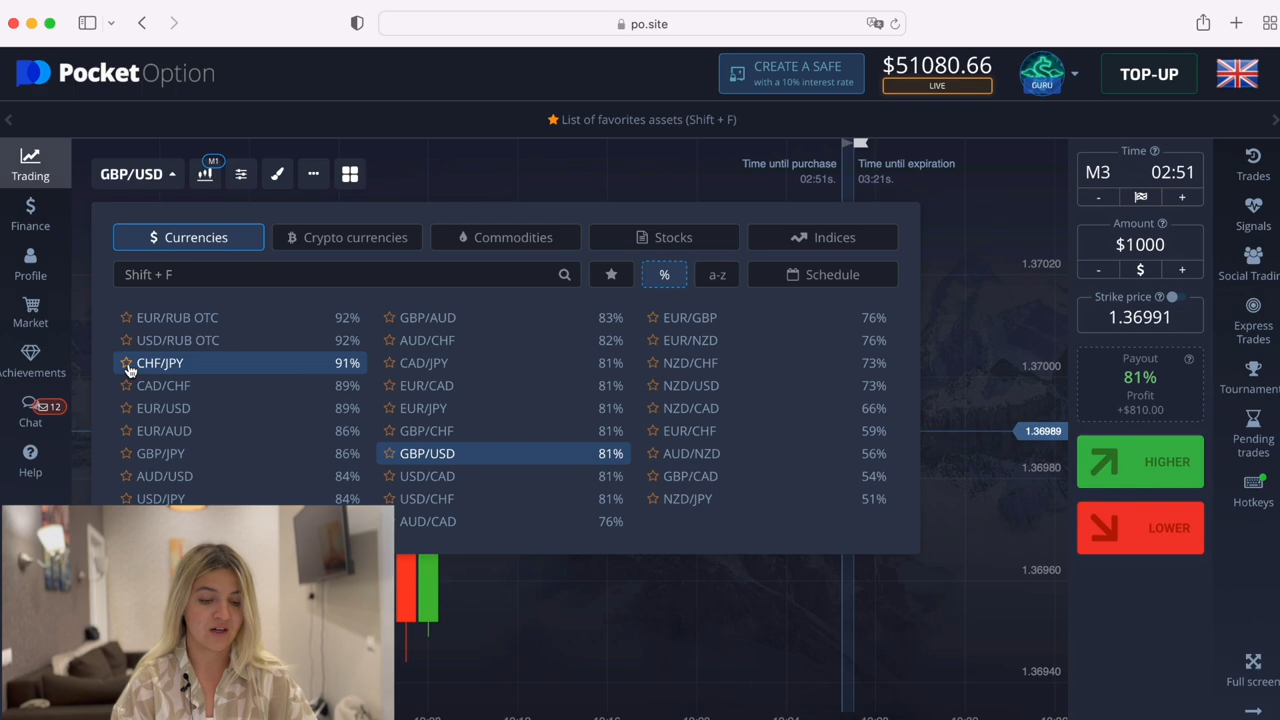 po.site
PocketOption
CREATE A SAFE
with a 10% interest rate
$51080.66
LIVE
GURU
TOP-UP
List of favorites assets (Shift + F)
Trading
Finance
Profile
Market
Achievements
Chat
12
Help
GBP/USD
M1
Time until purchase
02:51s.
Time until expiration
03:21s.
$ Currencies
Crypto currencies
Commodities
Stocks
Indices
Shift + F
%
a-z
Schedule
EUR/RUB OTC 92%
USD/RUB OTC 92%
CHF/JPY 91%
CAD/CHF 89%
EUR/USD 89%
EUR/AUD 86%
GBP/JPY 86%
AUD/USD 84%
USD/JPY 84%
GBP/AUD 83%
AUD/CHF 82%
CAD/JPY 81%
EUR/CAD 81%
EUR/JPY 81%
GBP/CHF 81%
GBP/USD 81%
USD/CAD 81%
USD/CHF 81%
AUD/CAD 76%
EUR/GBP 76%
EUR/NZD 76%
NZD/CHF 73%
NZD/USD 73%
NZD/CAD 66%
EUR/CHF 59%
AUD/NZD 56%
GBP/CAD 54%
NZD/JPY 51%
1.37020
1.37000
1.36989
1.36980
1.36960
1.36940
Time
M3 02:51
- +
Amount
$1000
- $ +
Strike price
1.36991
Payout
81%
Profit
+$810.00
HIGHER
LOWER
Trades
Signals
Social Tradin
Express
Trades
Tournamen
Pending
trades
Hotkeys
Full screen